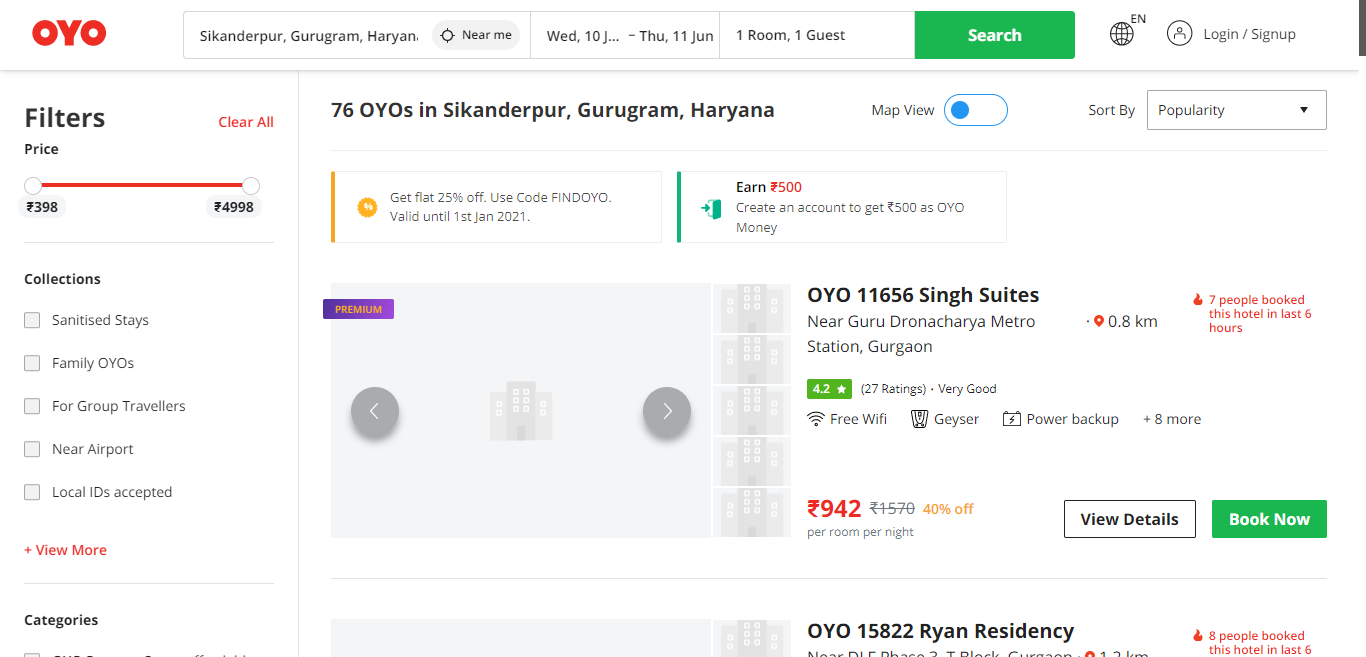 OYO
Sikanderpur, Gurugram, Haryan
Near me
Wed, 10 J... – Thu, 11 Jun
1 Room, 1 Guest
Search
EN
Login / Signup
Filters
Clear All
Price
₹398
₹4998
Collections
Sanitised Stays
Family OYOs
For Group Travellers
Near Airport
Local IDs accepted
+ View More
Categories
76 OYOs in Sikanderpur, Gurugram, Haryana
Map View
Sort By
Popularity
Get flat 25% off. Use Code FINDOYO.
Valid until 1st Jan 2021.
Earn ₹500
Create an account to get ₹500 as OYO
Money
PREMIUM
OYO 11656 Singh Suites
Near Guru Dronacharya Metro
Station, Gurgaon
· 0.8 km
7 people booked
this hotel in last 6
hours
4.2 ★ (27 Ratings) · Very Good
Free Wifi
Geyser
Power backup
+ 8 more
₹942 ₹1570 40% off
per room per night
View Details
Book Now
OYO 15822 Ryan Residency
Near DLF Phase 3, T Block, Gurgaon · 1.2 km
8 people booked
this hotel in last 6